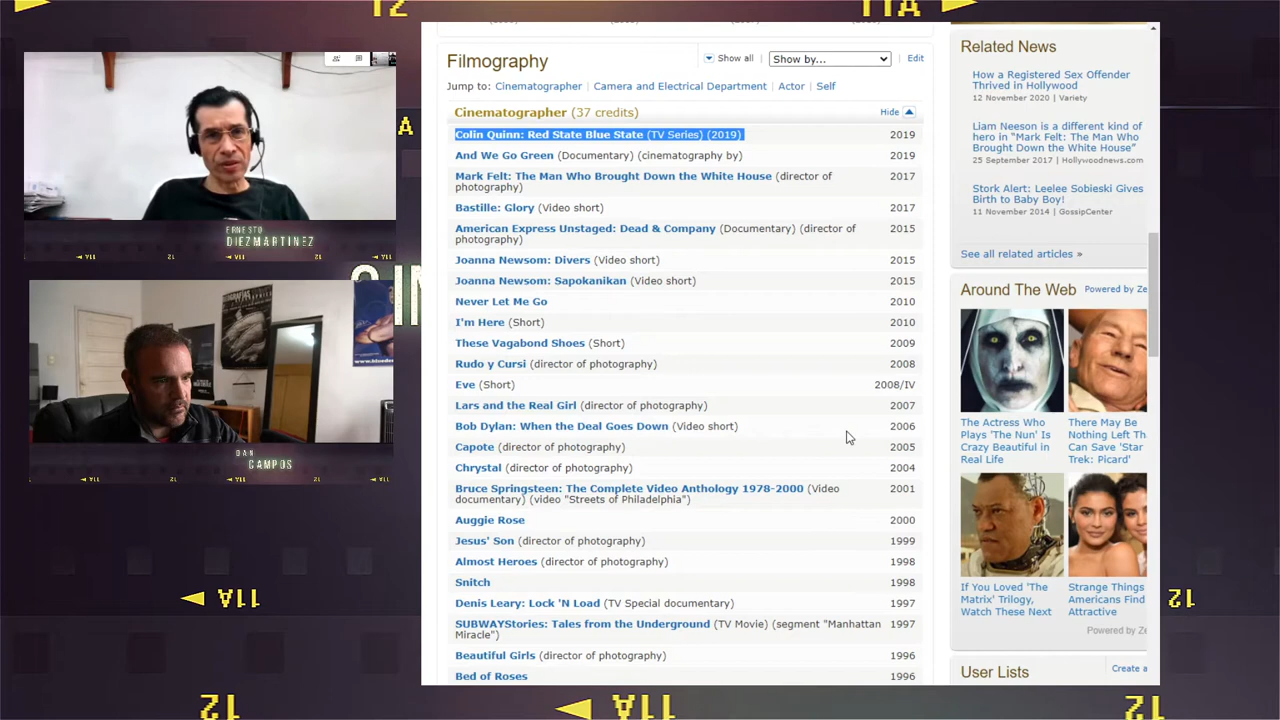 12
11A
A
ERNESTO
DIEZMARTINEZ
DAN
CAMPOS
Filmography
Show all | Show by... | Edit
Jump to: Cinematographer | Camera and Electrical Department | Actor | Self
Cinematographer (37 credits) Hide
Colin Quinn: Red State Blue State (TV Series) (2019) 2019
And We Go Green (Documentary) (cinematography by) 2019
Mark Felt: The Man Who Brought Down the White House (director of 2017
photography)
Bastille: Glory (Video short) 2017
American Express Unstaged: Dead & Company (Documentary) (director of 2015
photography)
Joanna Newsom: Divers (Video short) 2015
Joanna Newsom: Sapokanikan (Video short) 2015
Never Let Me Go 2010
I'm Here (Short) 2010
These Vagabond Shoes (Short) 2009
Rudo y Cursi (director of photography) 2008
Eve (Short) 2008/IV
Lars and the Real Girl (director of photography) 2007
Bob Dylan: When the Deal Goes Down (Video short) 2006
Capote (director of photography) 2005
Chrystal (director of photography) 2004
Bruce Springsteen: The Complete Video Anthology 1978-2000 (Video 2001
documentary) (video "Streets of Philadelphia")
Auggie Rose 2000
Jesus' Son (director of photography) 1999
Almost Heroes (director of photography) 1998
Snitch 1998
Denis Leary: Lock 'N Load (TV Special documentary) 1997
SUBWAYStories: Tales from the Underground (TV Movie) (segment "Manhattan 1997
Miracle")
Beautiful Girls (director of photography) 1996
Bed of Roses 1996
Related News
How a Registered Sex Offender
Thrived in Hollywood
12 November 2020 | Variety
Liam Neeson is a different kind of
hero in “Mark Felt: The Man Who
Brought Down the White House”
25 September 2017 | Hollywoodnews.com
Stork Alert: Leelee Sobieski Gives
Birth to Baby Boy!
11 November 2014 | GossipCenter
See all related articles »
Around The Web Powered by Ze
The Actress Who
Plays 'The Nun' Is
Crazy Beautiful in
Real Life
There May Be
Nothing Left Th
Can Save 'Star
Trek: Picard'
If You Loved 'The
Matrix' Trilogy,
Watch These Next
Strange Things
Americans Find
Attractive
Powered by Ze
User Lists Create a
11A
12
12
11A
12